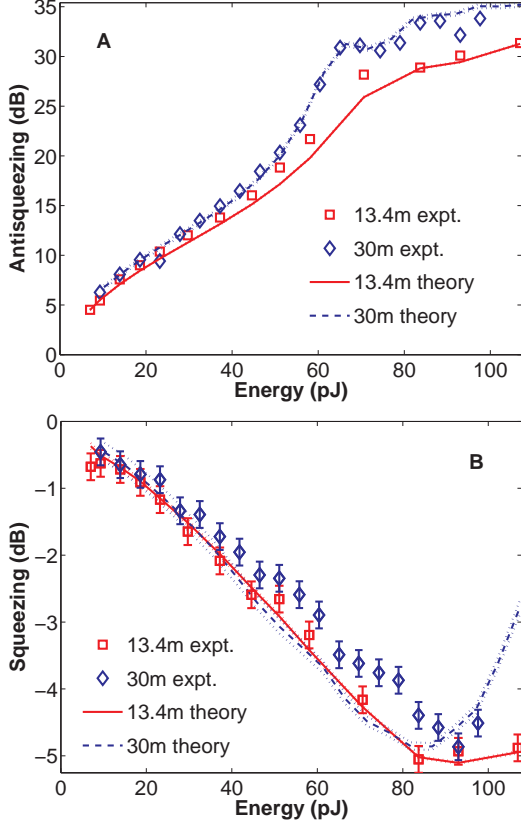 35
30
25
20
15
10
5
0
Antisqueezing (dB)
A
13.4m expt.
30m expt.
13.4m theory
30m theory
0 20 40 60 80 100
Energy (pJ)
0
−1
−2
−3
−4
−5
Squeezing (dB)
B
13.4m expt.
30m expt.
13.4m theory
30m theory
0 20 40 60 80 100
Energy (pJ)